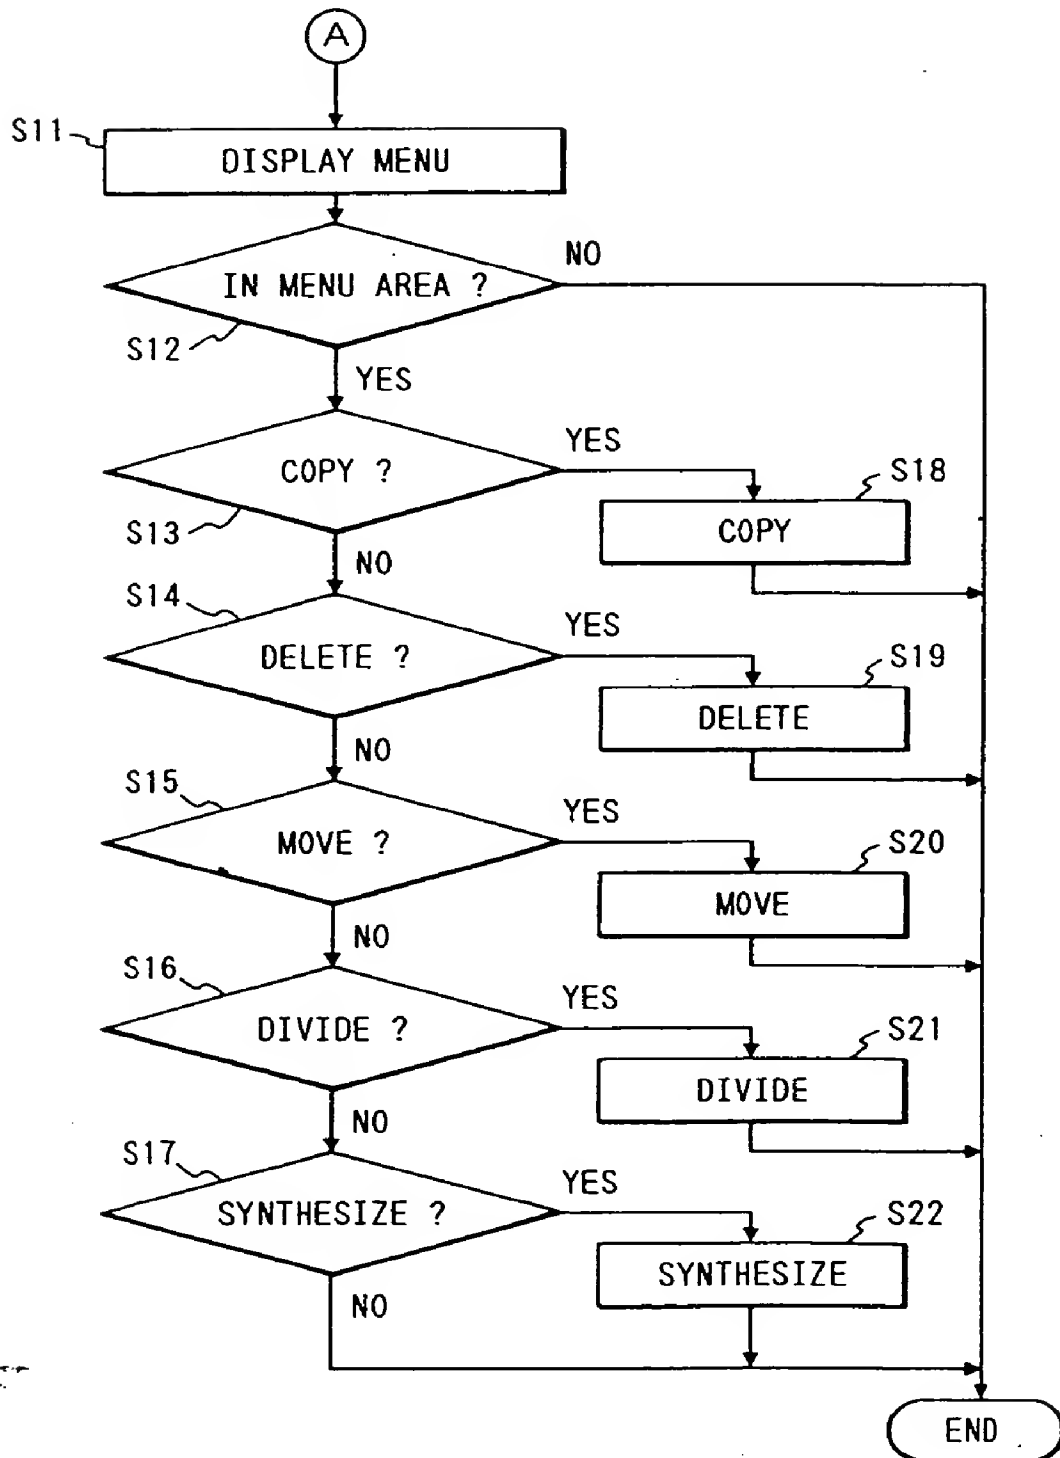 A
S11
DISPLAY MENU
IN MENU AREA ?
NO
S12
YES
COPY ?
YES
S13
S18
COPY
NO
S14
DELETE ?
YES
S19
DELETE
NO
S15
MOVE ?
YES
S20
MOVE
NO
S16
DIVIDE ?
YES
S21
DIVIDE
NO
S17
SYNTHESIZE ?
YES
S22
SYNTHESIZE
NO
END